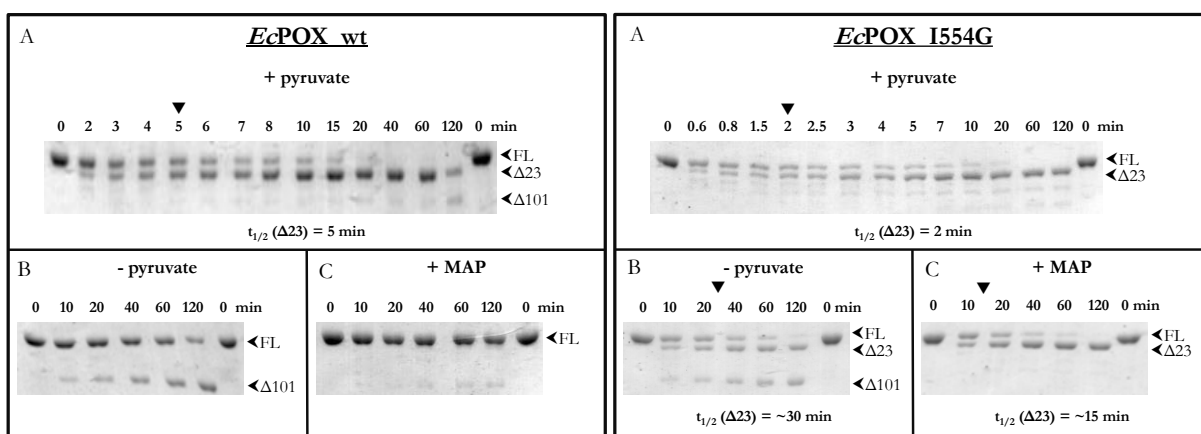 A
EcPOX wt
+ pyruvate
0 2 3 4 5 6 7 8 10 15 20 40 60 120 0 min
FL
Δ23
Δ101
t1/2 (Δ23) = 5 min
B
- pyruvate
0 10 20 40 60 120 0 min
FL
Δ101
C
+ MAP
0 10 20 40 60 120 0 min
FL
A
EcPOX I554G
+ pyruvate
0 0.6 0.8 1.5 2 2.5 3 4 5 7 10 20 60 120 0 min
FL
Δ23
t1/2 (Δ23) = 2 min
B
- pyruvate
0 10 20 40 60 120 0 min
FL
Δ23
Δ101
t1/2 (Δ23) = ~30 min
C
+ MAP
0 10 20 40 60 120 0 min
FL
Δ23
t1/2 (Δ23) = ~15 min